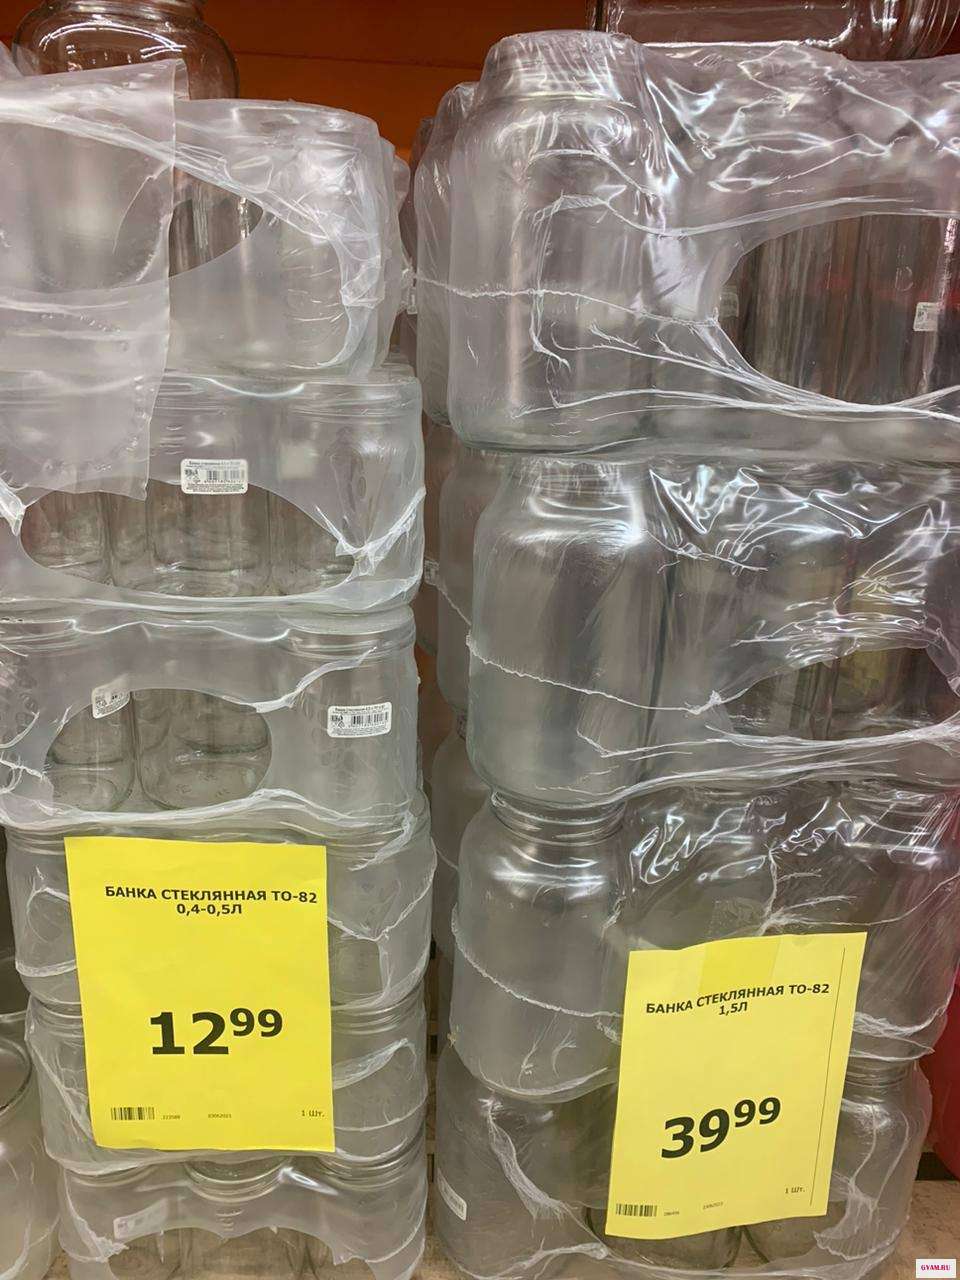 БАНКА СТЕКЛЯННАЯ ТО-82
0,4-0,5Л
12⁹⁹
1 Шт.
БАНКА СТЕКЛЯННАЯ ТО-82
1,5Л
39⁹⁹
1 Шт.
GYAM.RU